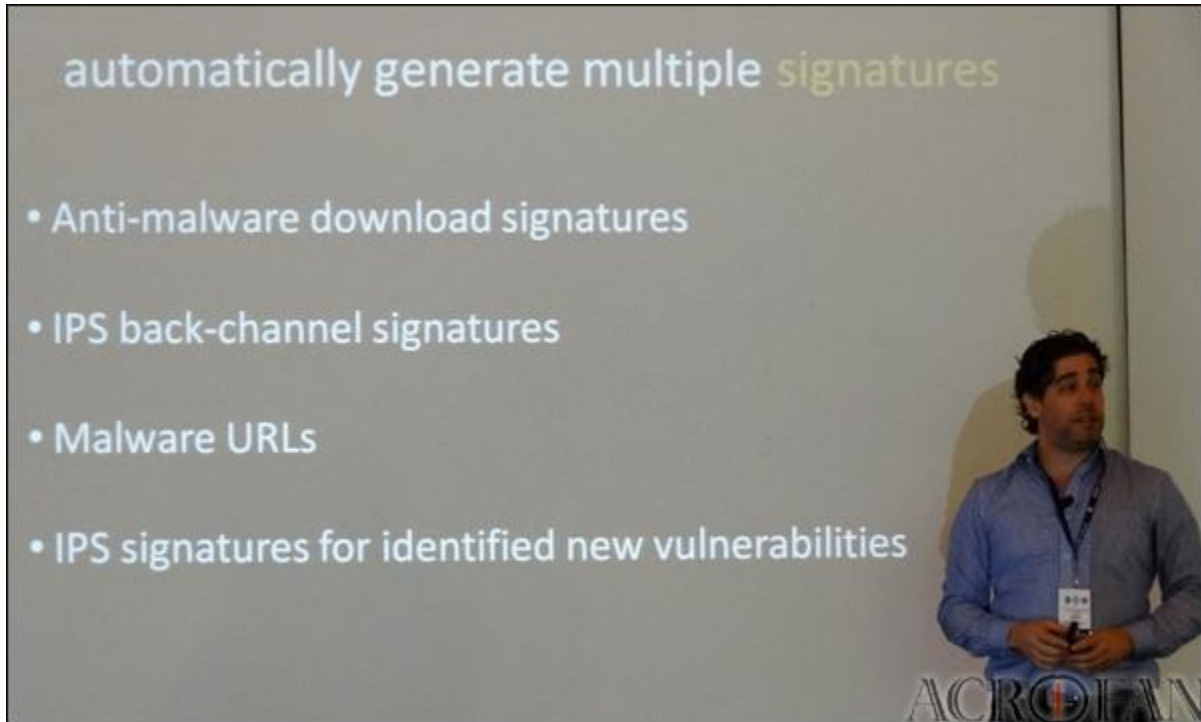 automatically generate multiple signatures
• Anti-malware download signatures
• IPS back-channel signatures
• Malware URLs
• IPS signatures for identified new vulnerabilities
ACROFAN